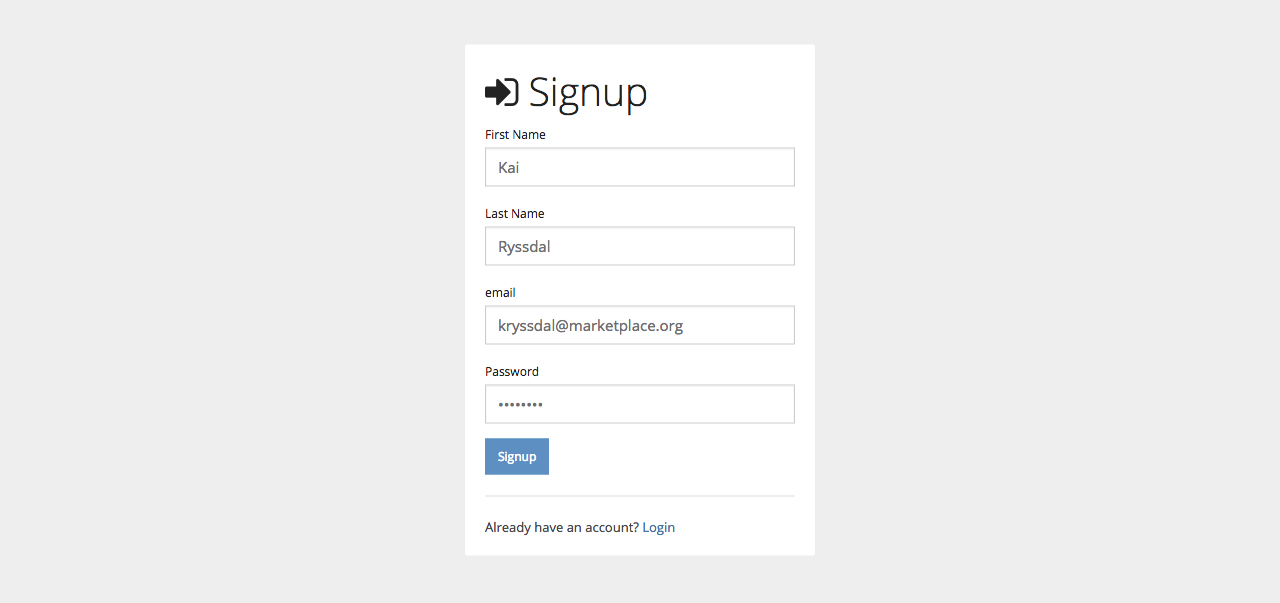 Signup
First Name
Kai
Last Name
Ryssdal
email
kryssdal@marketplace.org
Password
••••••••
Signup
Already have an account? Login